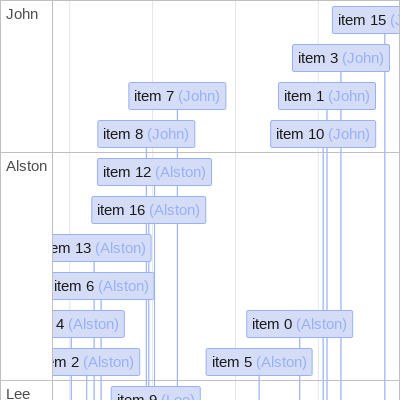 John
item 15
item 3 (John)
item 7 (John)
item 1 (John)
item 8 (John)
item 10 (John)
Alston
item 12 (Alston)
item 16 (Alston)
13 (Alston)
item 6 (Alston)
4 (Alston)
item 0 (Alston)
2 (Alston)
item 5 (Alston)
Lee
item 9 (Lee)